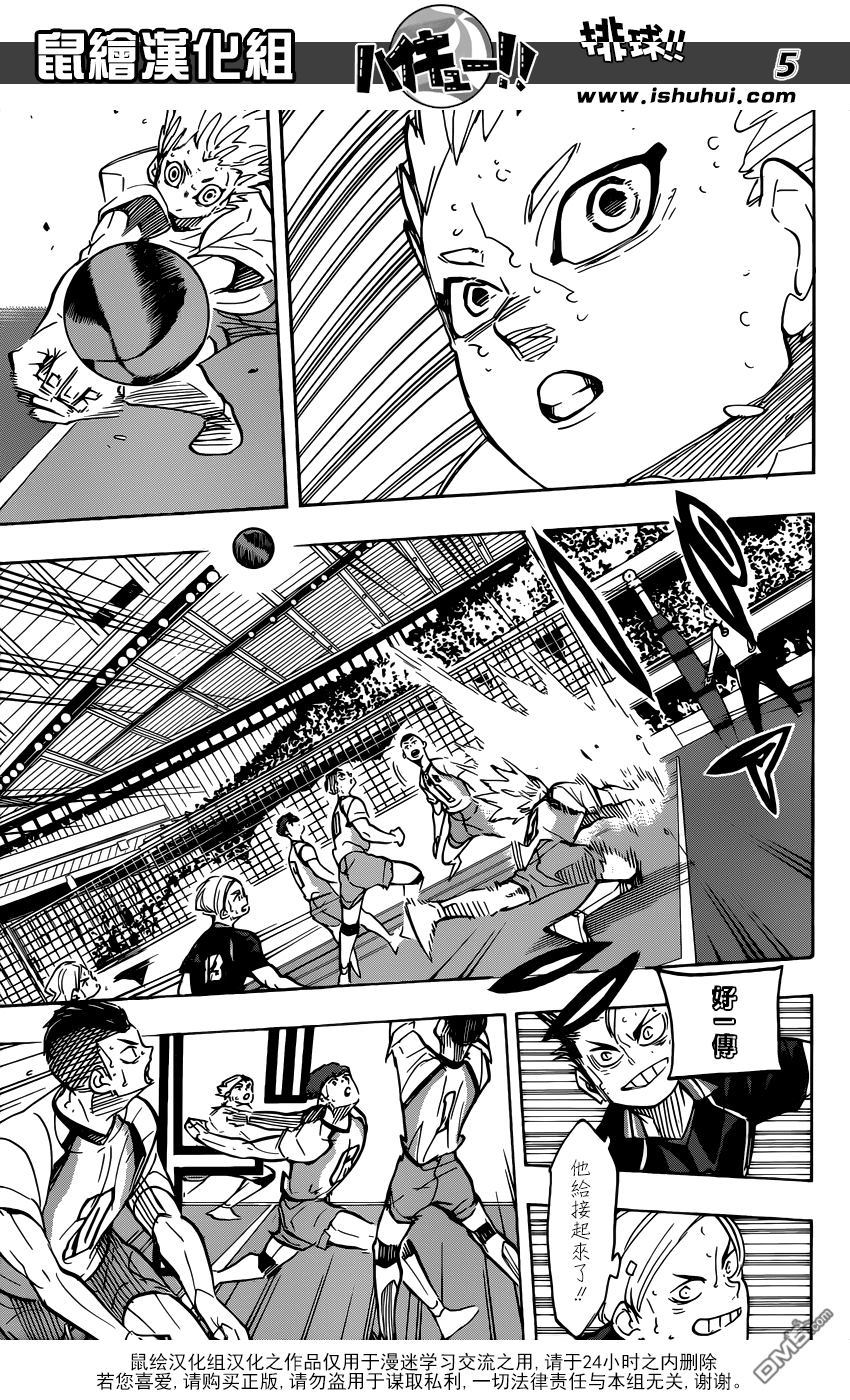 鼠繪漢化組
ハイキュー!!
排球!!
5
www.ishuhui.com
好一傳
他給接起來了!!
鼠绘汉化组汉化之作品仅用于漫迷学习交流之用, 请于24小时之内删除
若您喜爱, 请购买正版, 请勿盗用于谋取私利, 一切法律责任与本组无关, 谢谢.